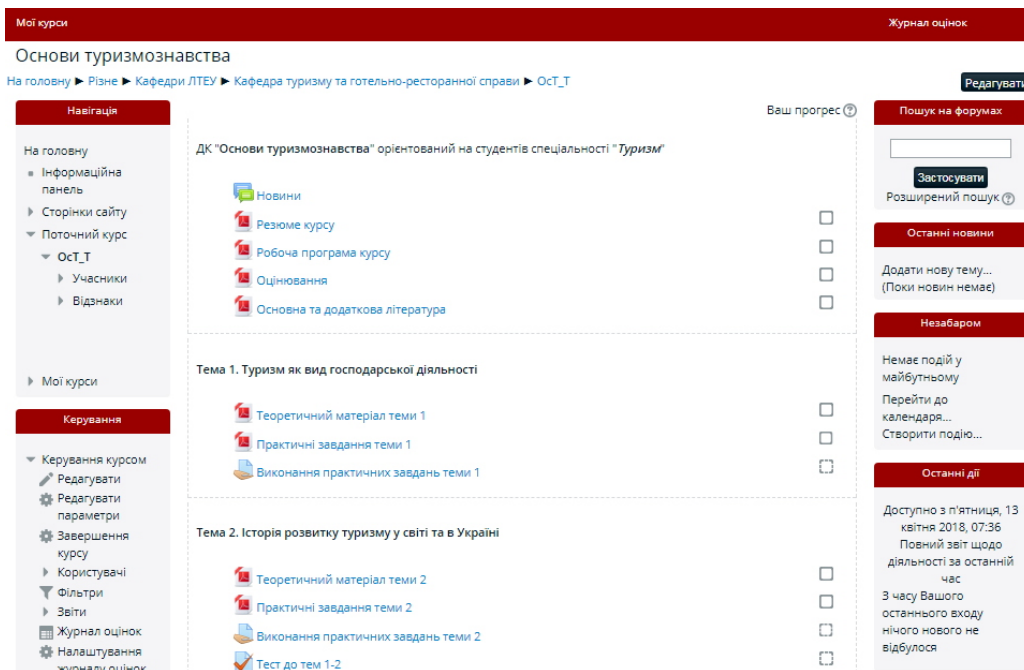 Мої курси
Журнал оцінок
Основи туризмознавства
На головну ► Різне ► Кафедри ЛТЕУ ► Кафедра туризму та готельно-ресторанної справи ► ОсТ_Т
Редагувати
Навігація
На головну
Інформаційна
панель
Сторінки сайту
Поточний курс
ОсТ_Т
Учасники
Відзнаки
Мої курси
Керування
Керування курсом
Редагувати
Редагувати
параметри
Завершення
курсу
Користувачі
Фільтри
Звіти
Журнал оцінок
Налаштування
журналу оцінок
Ваш прогрес
ДК "Основи туризмознавства" орієнтований на студентів спеціальності "Туризм"
Новини
Резюме курсу
Робоча програма курсу
Оцінювання
Основна та додаткова література
Тема 1. Туризм як вид господарської діяльності
Теоретичний матеріал теми 1
Практичні завдання теми 1
Виконання практичних завдань теми 1
Тема 2. Історія розвитку туризму у світі та в Україні
Теоретичний матеріал теми 2
Практичні завдання теми 2
Виконання практичних завдань теми 2
Тест до тем 1-2
Пошук на форумах
Застосувати
Розширений пошук
Останні новини
Додати нову тему...
(Поки новин немає)
Незабаром
Немає подій у
майбутньому
Перейти до
календаря...
Створити подію...
Останні дії
Доступно з п'ятниця, 13
квітня 2018, 07:36
Повний звіт щодо
діяльності за останній
час
З часу Вашого
останнього входу
нічого нового не
відбулося